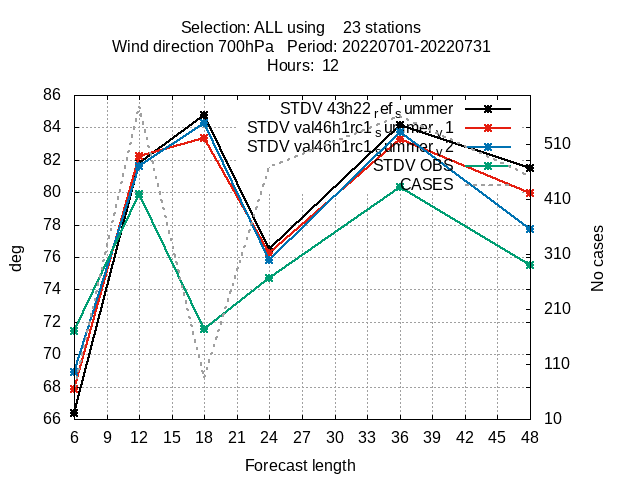 Selection: ALL using    23 stations
Wind direction 700hPa   Period: 20220701-20220731
Hours:  12
86
84
82
80
78
76
74
72
70
68
66
deg
STDV 43h22_ref_summer
STDV val46h1rc1_summer_v1
STDV val46h1rc1_summer_v2
STDV OBS
CASES
510
410
310
210
110
10
No cases
6 9 12 15 18 21 24 27 30 33 36 39 42 45 48
Forecast length